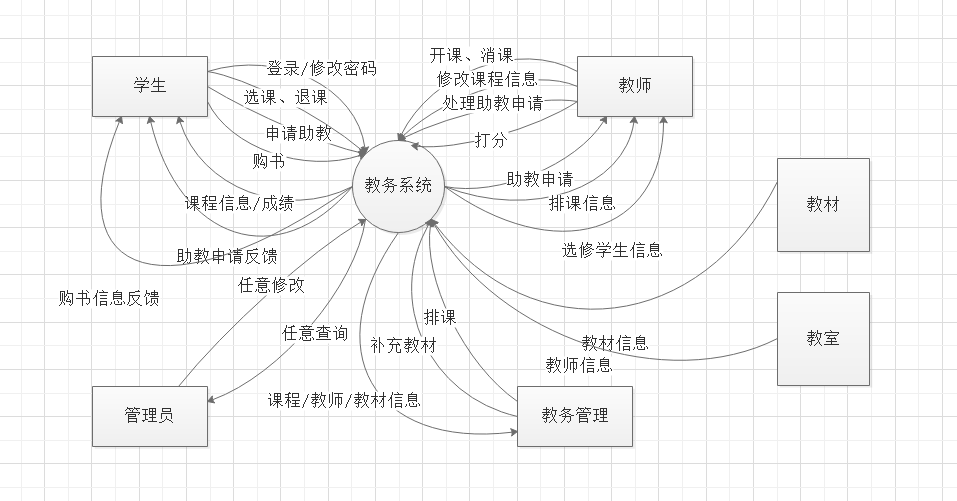 开课、消课
登录/修改密码
学生
修改课程信息
教师
选课、退课
处理助教申请
申请助教
打分
购书
教务系统
助教申请
课程信息/成绩
排课信息
教材
助教申请反馈
选修学生信息
任意修改
购书信息反馈
排课
任意查询
补充教材
教材信息
教室
教师信息
课程/教师/教材信息
管理员
教务管理